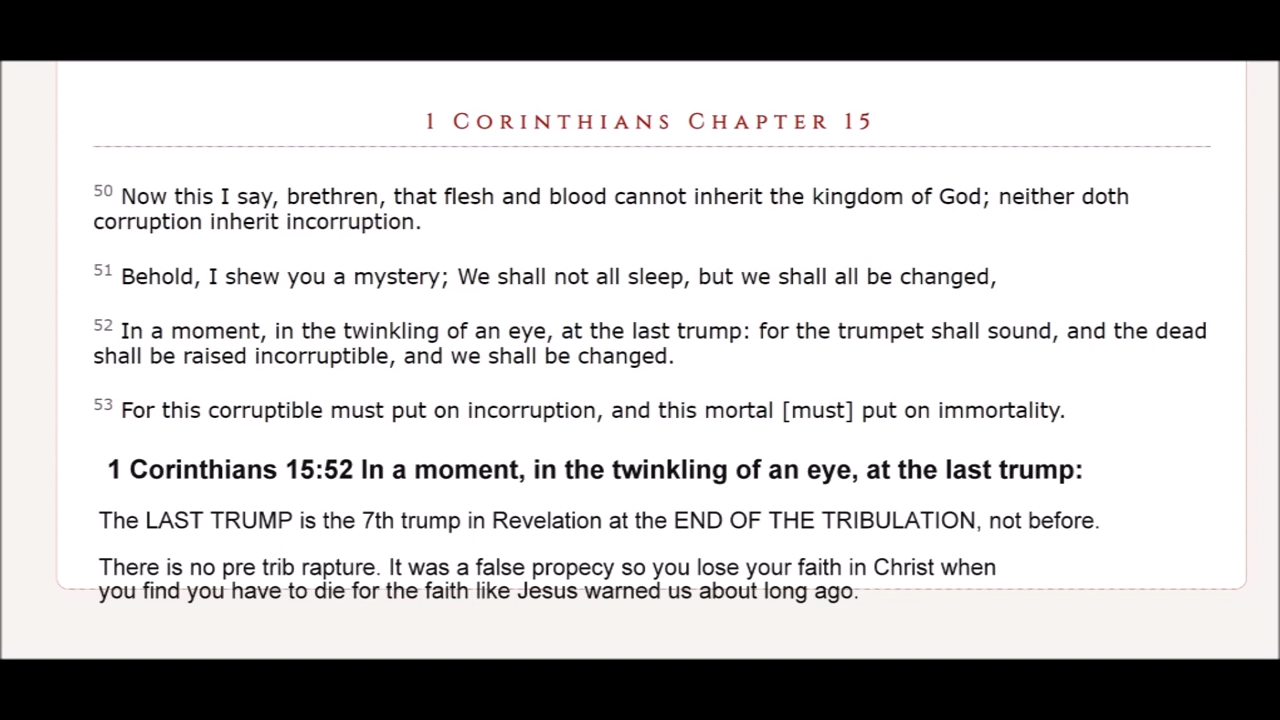 1 Corinthians Chapter 15
50 Now this I say, brethren, that flesh and blood cannot inherit the kingdom of God; neither doth
corruption inherit incorruption.
51 Behold, I shew you a mystery; We shall not all sleep, but we shall all be changed,
52 In a moment, in the twinkling of an eye, at the last trump: for the trumpet shall sound, and the dead
shall be raised incorruptible, and we shall be changed.
53 For this corruptible must put on incorruption, and this mortal [must] put on immortality.
1 Corinthians 15:52 In a moment, in the twinkling of an eye, at the last trump:
The LAST TRUMP is the 7th trump in Revelation at the END OF THE TRIBULATION, not before.
There is no pre trib rapture. It was a false propecy so you lose your faith in Christ when
you find you have to die for the faith like Jesus warned us about long ago.